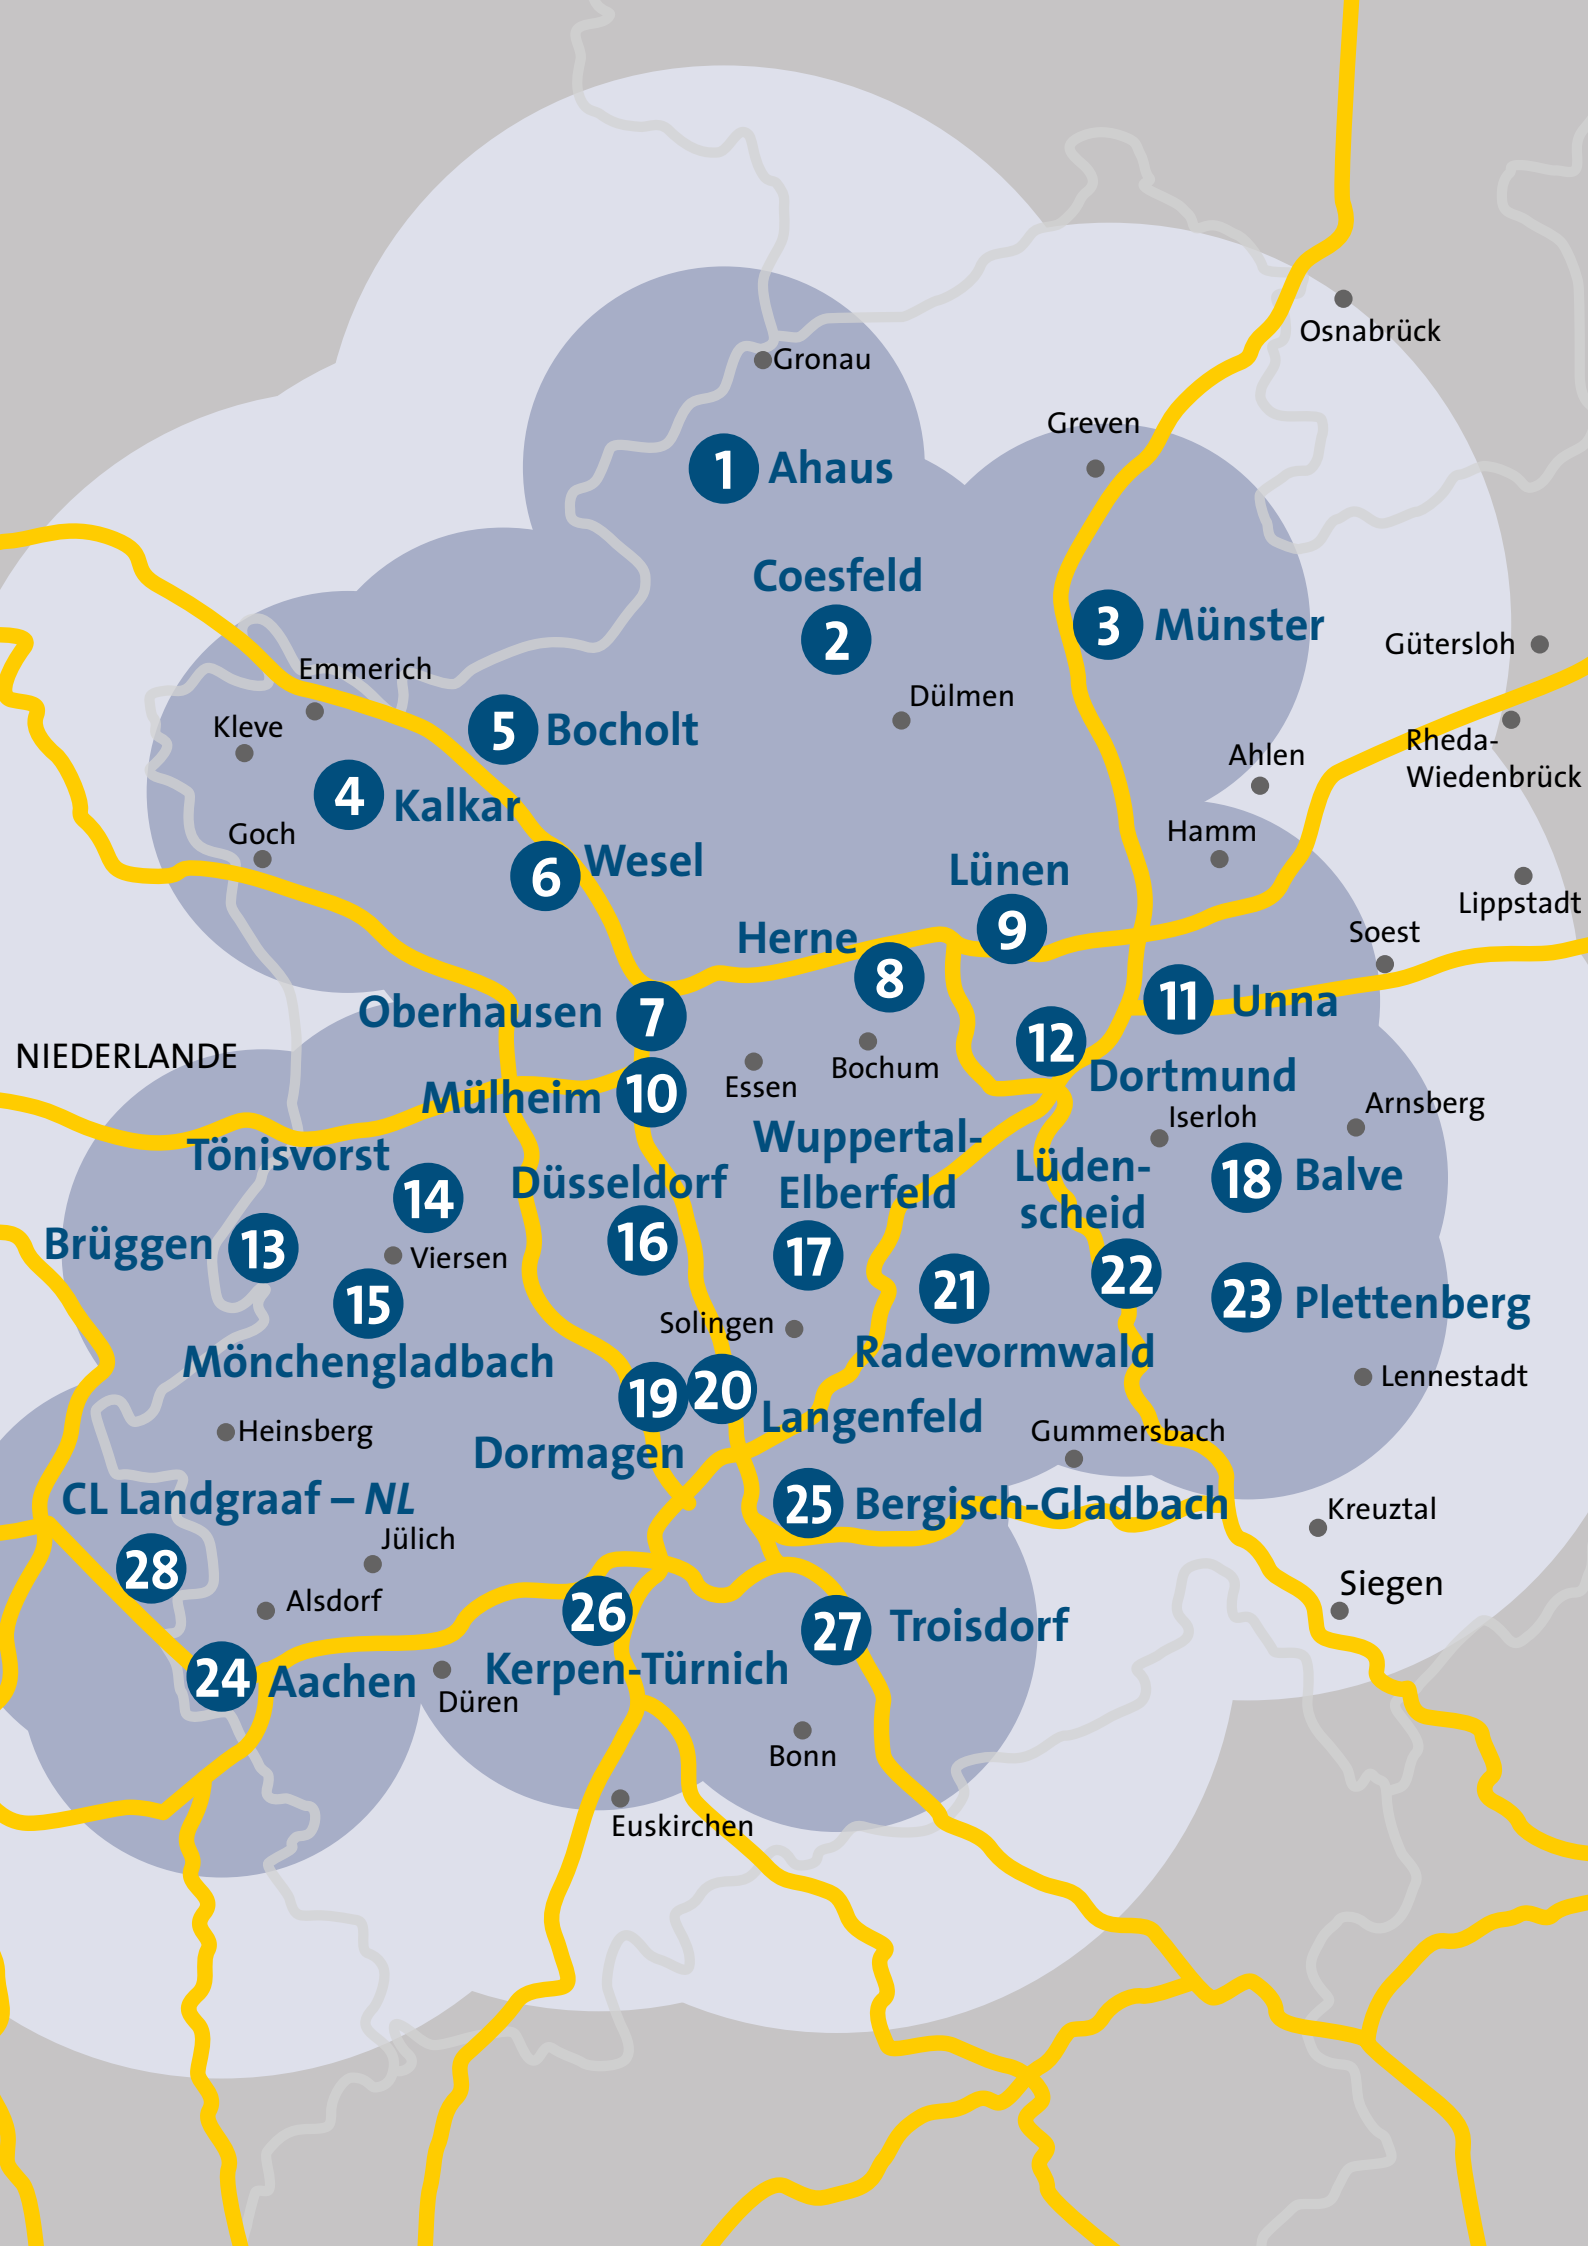 Osnabrück
Gronau
Greven
1 Ahaus
Coesfeld
2
3 Münster
Gütersloh
Emmerich
Dülmen
Kleve
5 Bocholt
Rheda-
Wiedenbrück
Ahlen
4 Kalkar
Goch
Hamm
6 Wesel
Lünen
9
Lippstadt
Herne
8
Soest
Oberhausen 7
11 Unna
12
Dortmund
NIEDERLANDE
Essen
Bochum
Mülheim 10
Arnsberg
Iserloh
Wuppertal-
Elberfeld
17
Tönisvorst
14
Düsseldorf
16
Lüden-
scheid
22
18 Balve
Brüggen 13
Viersen
15
Mönchengladbach
21
Radevormwald
23 Plettenberg
Solingen
Lennestadt
19
Dormagen
20
Langenfeld
Heinsberg
Gummersbach
CL Landgraaf – NL
28
25 Bergisch-Gladbach
Kreuztal
Jülich
Siegen
Alsdorf
26
Kerpen-Türnich
27 Troisdorf
24 Aachen
Düren
Bonn
Euskirchen